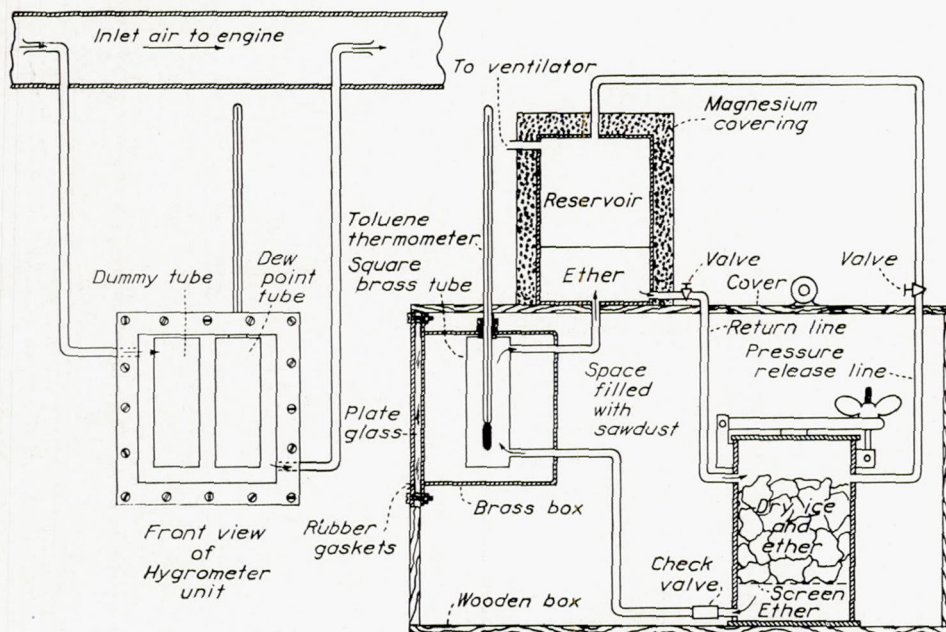 Inlet air to engine
To ventilator
Magnesium
covering
Reservoir
Ether
Toluene
thermometer
Square
brass tube
Dummy tube
Dew
point
tube
Valve
Cover
Valve
Return line
Pressure
release line
Space
filled
with
sawdust
Plate
glass
Brass box
Rubber
gaskets
Front view
of
Hygrometer
unit
Dry ice
and
ether
Check
valve
Screen
Ether
Wooden box